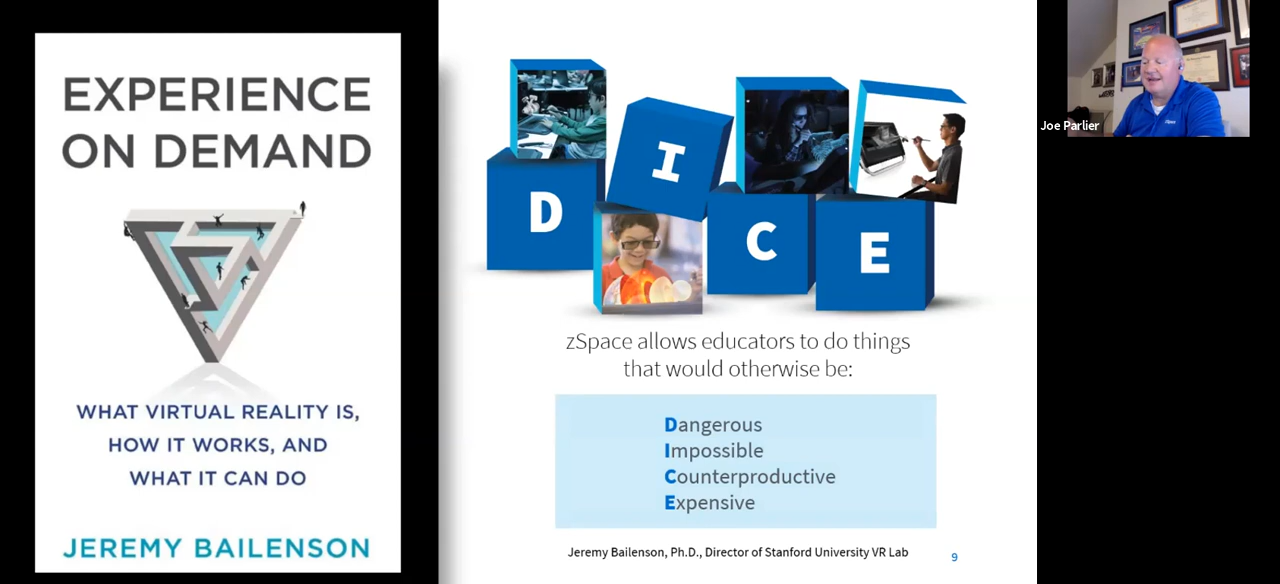 EXPERIENCE
ON DEMAND
WHAT VIRTUAL REALITY IS,
HOW IT WORKS, AND
WHAT IT CAN DO
JEREMY BAILENSON
D
I
C
E
zSpace allows educators to do things
that would otherwise be:
Dangerous
Impossible
Counterproductive
Expensive
Jeremy Bailenson, Ph.D., Director of Stanford University VR Lab
9
Joe Parlier